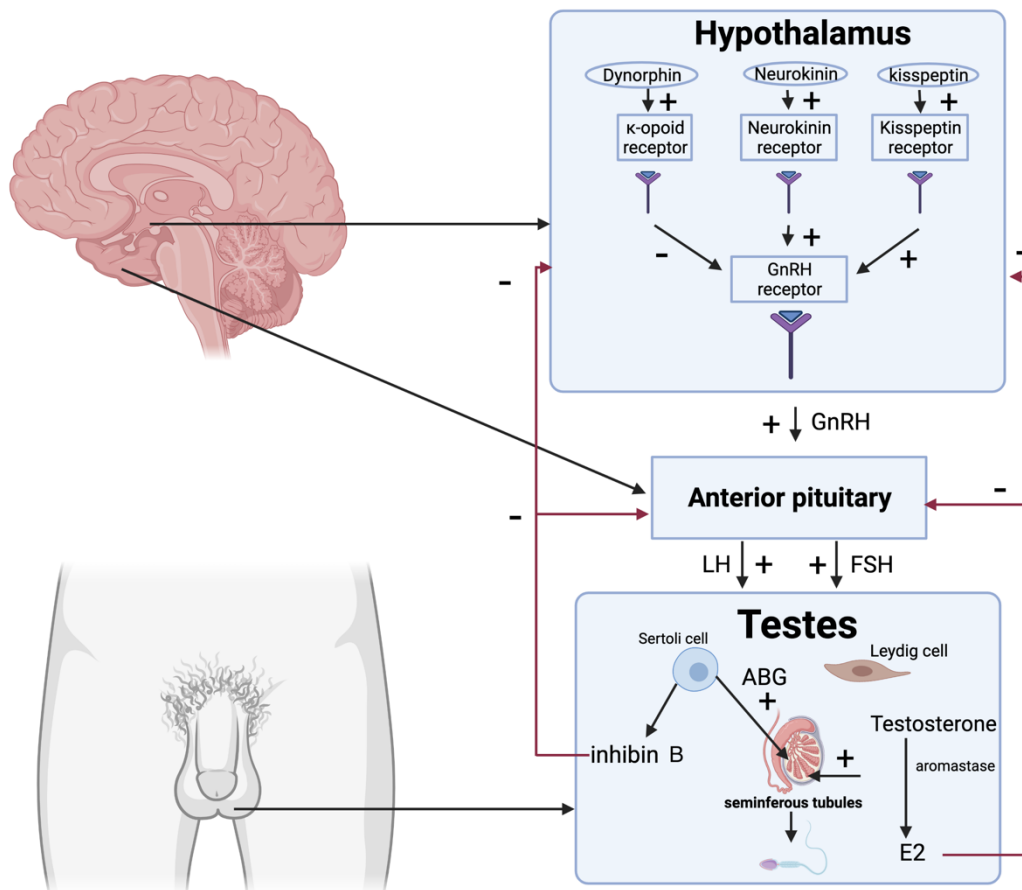 Hypothalamus
Dynorphin
Neurokinin
kisspeptin
+
+
+
κ-opoid
receptor
Neurokinin
receptor
Kisspeptin
receptor
-
+
+
GnRH
receptor
-
-
+
GnRH
Anterior pituitary
-
-
LH
+
+
FSH
Testes
Sertoli cell
Leydig cell
ABG
+
Testosterone
inhibin B
+
aromastase
seminferous tubules
E2